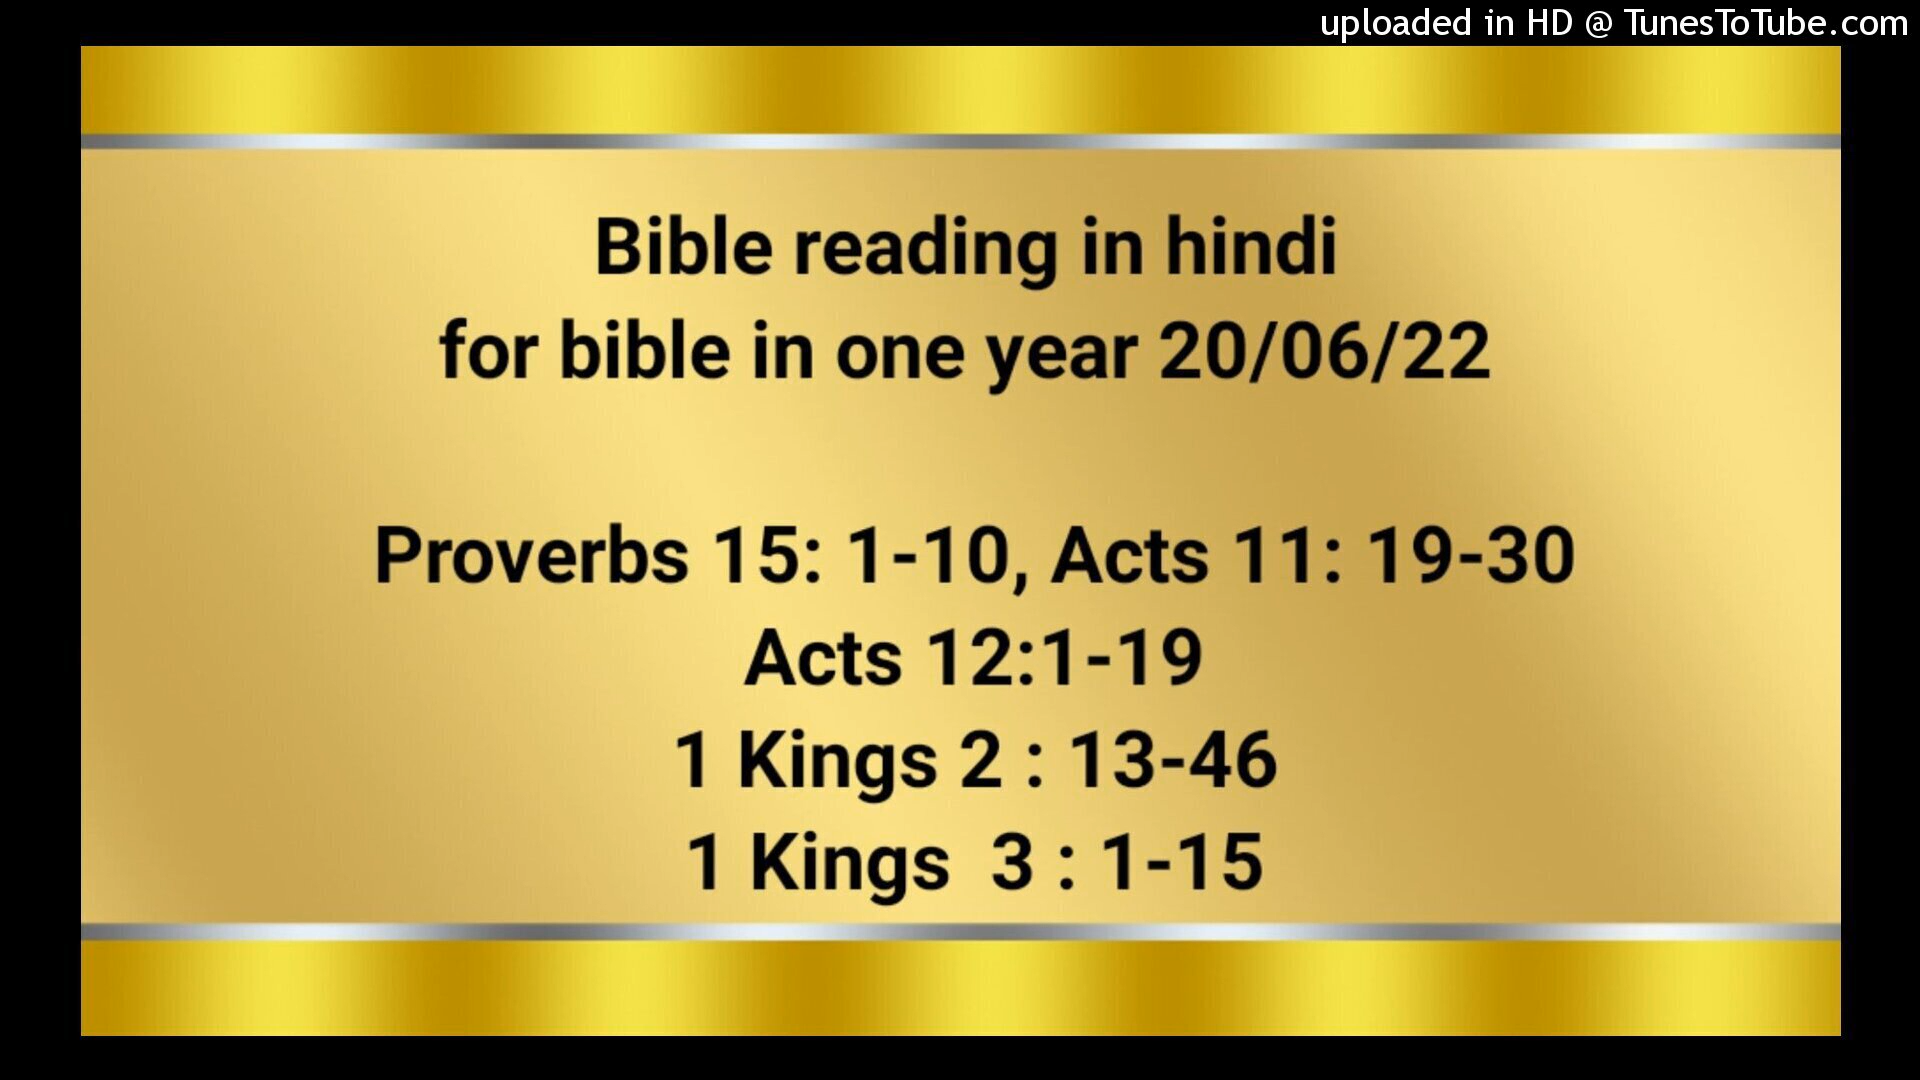 uploaded in HD @ TunesToTube.com
Bible reading in hindi
for bible in one year 20/06/22
Proverbs 15: 1-10, Acts 11: 19-30
Acts 12:1-19
1 Kings 2 : 13-46
1 Kings  3 : 1-15